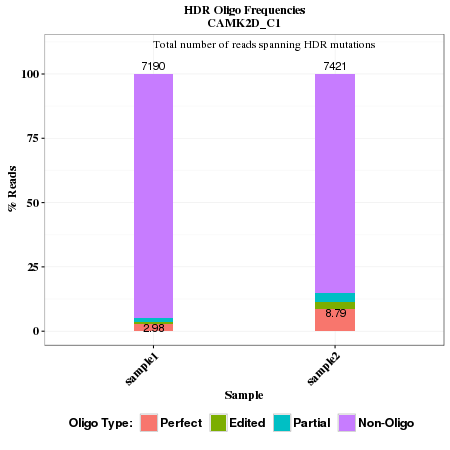 HDR Oligo Frequencies
CAMK2D_C1
Total number of reads spanning HDR mutations
7190 7421
100
75
50
25
0
% Reads
2.98 8.79
sample1 sample2
Sample
Oligo Type: Perfect Edited Partial Non-Oligo